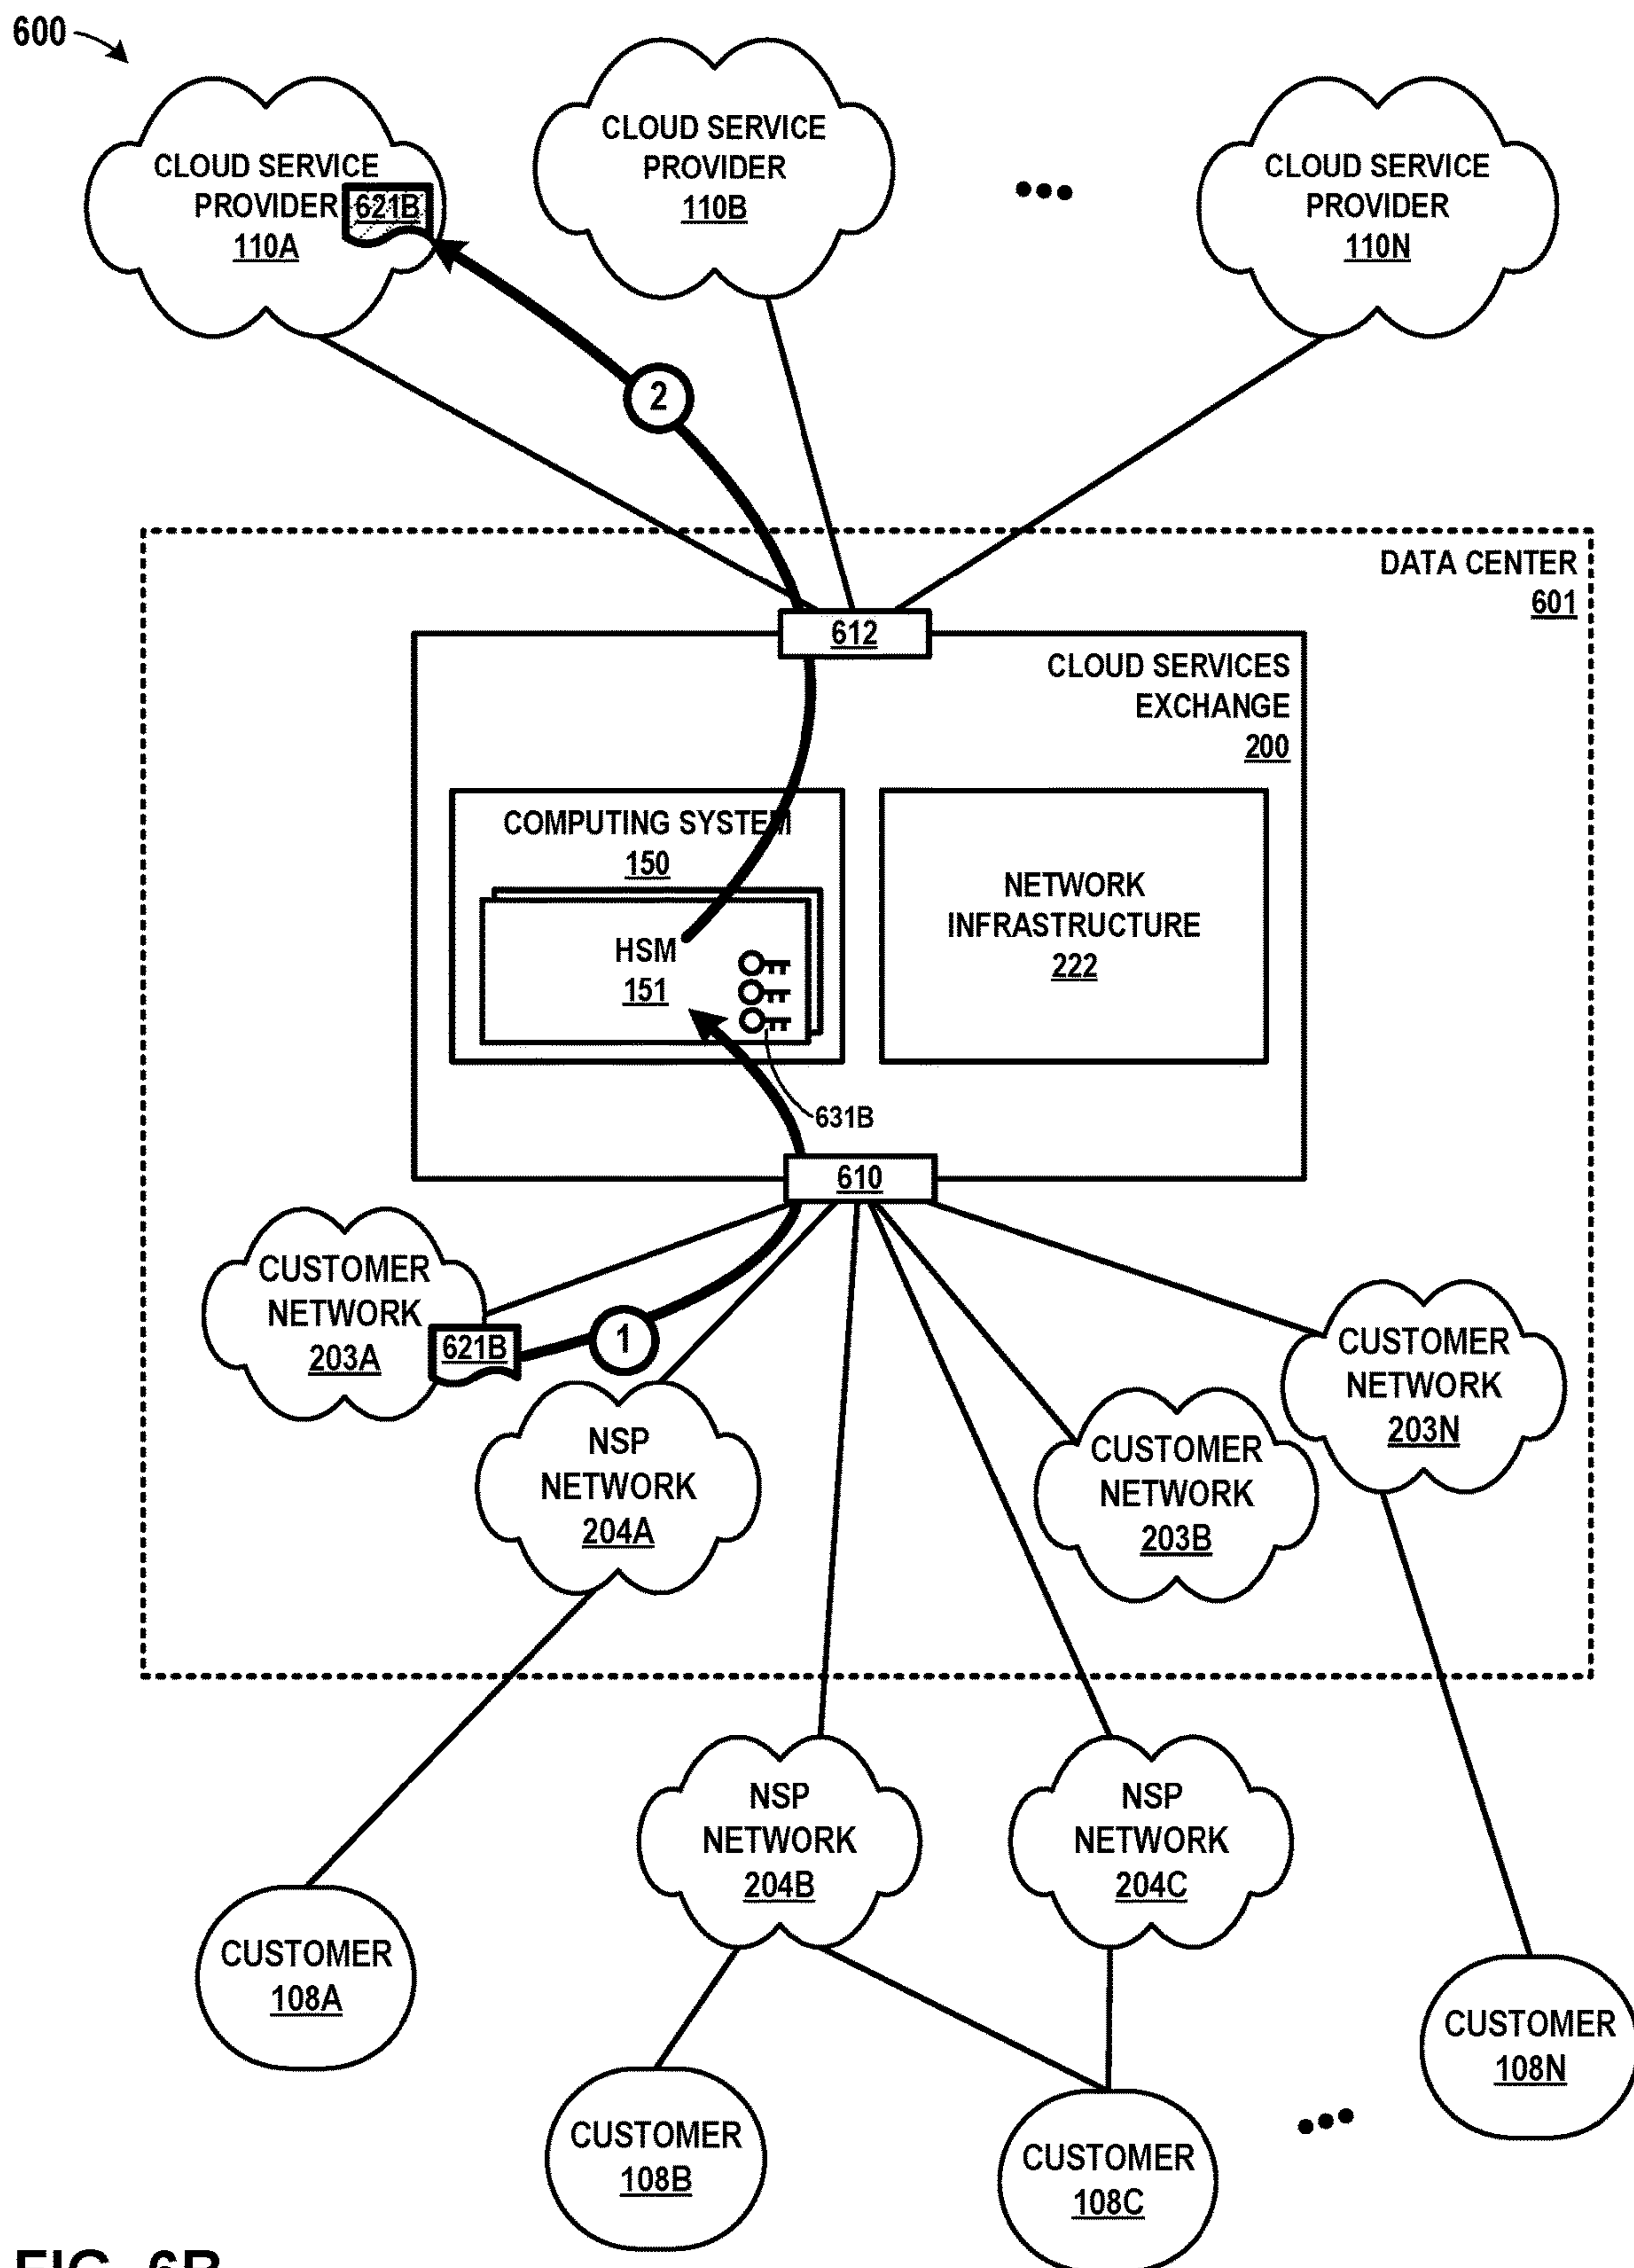 600
CLOUD SERVICE
PROVIDER
110A
621B
CLOUD SERVICE
PROVIDER
110B
CLOUD SERVICE
PROVIDER
110N
2
DATA CENTER
601
612
CLOUD SERVICES
EXCHANGE
200
COMPUTING SYSTEM
150
HSM
151
NETWORK
INFRASTRUCTURE
222
631B
610
CUSTOMER
NETWORK
203A
621B
1
NSP
NETWORK
204A
CUSTOMER
NETWORK
203B
CUSTOMER
NETWORK
203N
NSP
NETWORK
204B
NSP
NETWORK
204C
CUSTOMER
108A
CUSTOMER
108B
CUSTOMER
108C
CUSTOMER
108N
FIG. 6B